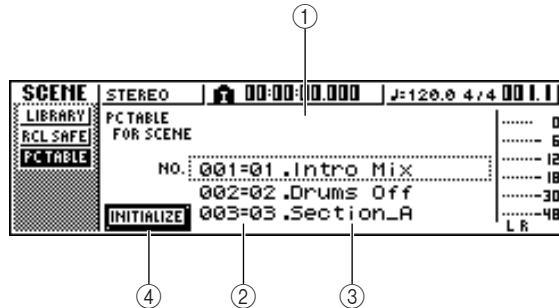 ①
SCENE STEREO 00:00:00.000 ♩=120.0 4/4 001.1
LIBRARY PC TABLE
RCL SAFE FOR SCENE
PC TABLE
NO. 001=01.Intro Mix
002=02.Drums Off
INITIALIZE 003=03.Section_A
0
6
12
18
30
48
L R
④ ② ③